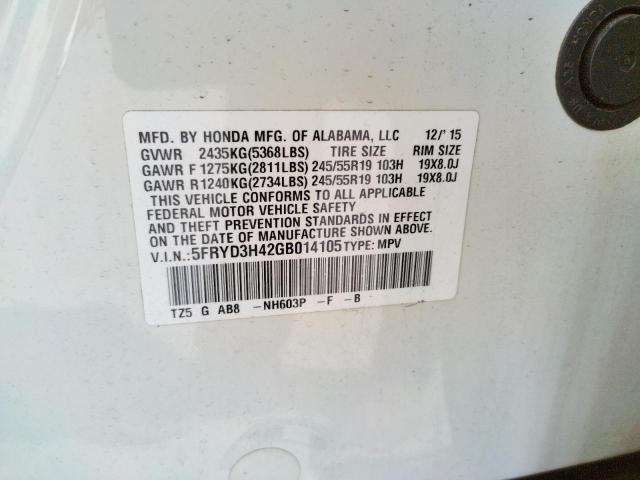 MFD. BY HONDA MFG. OF ALABAMA, LLC 12/'15
GVWR 2435KG(5368LBS) TIRE SIZE RIM SIZE
GAWR F 1275KG(2811LBS) 245/55R19 103H 19X8.0J
GAWR R 1240KG(2734LBS) 245/55R19 103H 19X8.0J
THIS VEHICLE CONFORMS TO ALL APPLICABLE
FEDERAL MOTOR VEHICLE SAFETY
AND THEFT PREVENTION STANDARDS IN EFFECT
ON THE DATE OF MANUFACTURE SHOWN ABOVE.
V.I.N.:5FRYD3H42GB014105 TYPE: MPV
TZ5 G AB8 -NH603P -F -B